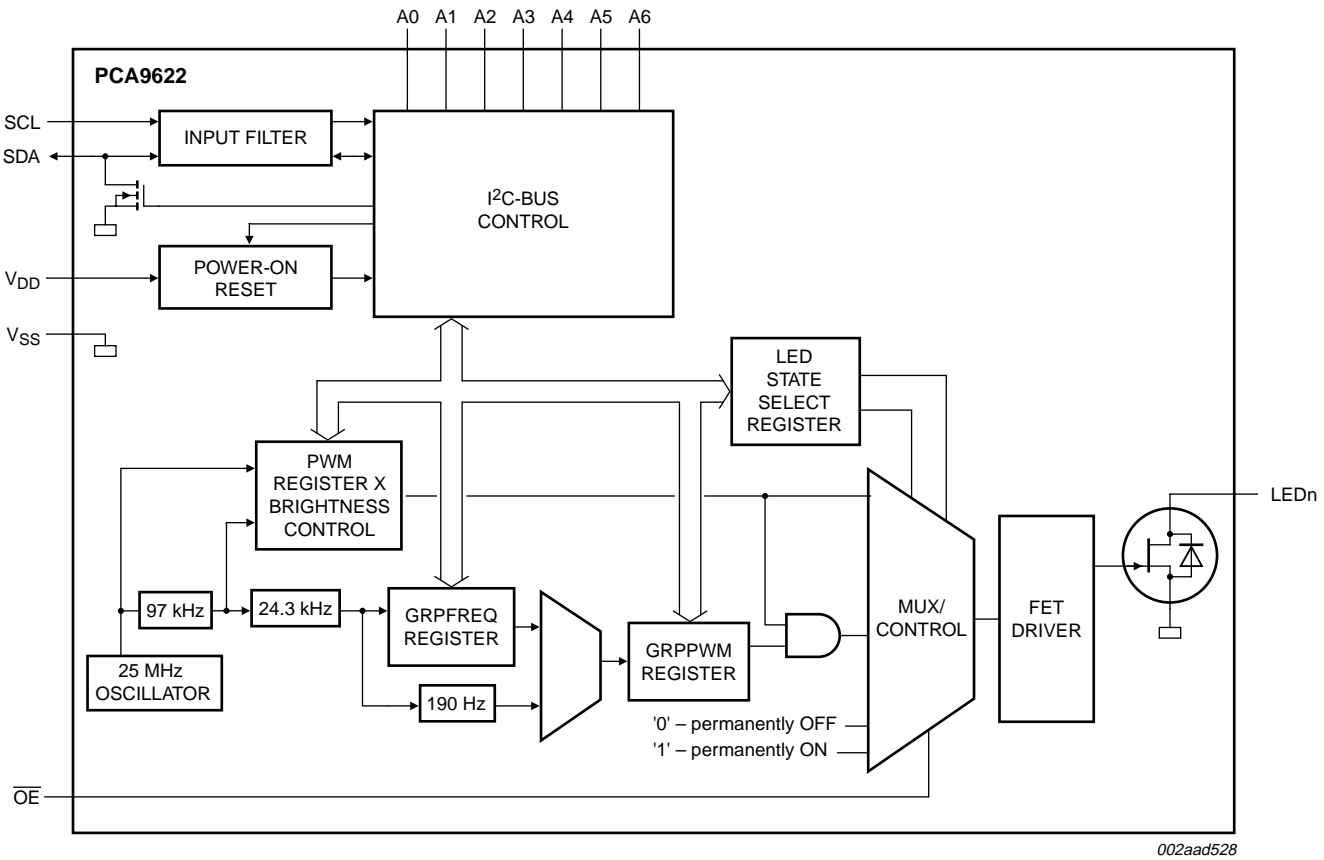 A0 A1 A2 A3 A4 A5 A6
PCA9622
SCL
INPUT FILTER
SDA
I2C-BUS
CONTROL
POWER-ON
RESET
VDD
VSS
LED
STATE
SELECT
REGISTER
PWM
REGISTER X
BRIGHTNESS
CONTROL
LEDn
97 kHz
24.3 kHz
GRPFREQ
REGISTER
MUX/
CONTROL
FET
DRIVER
GRPPWM
REGISTER
25 MHz
OSCILLATOR
190 Hz
'0' – permanently OFF
'1' – permanently ON
OE
002aad528